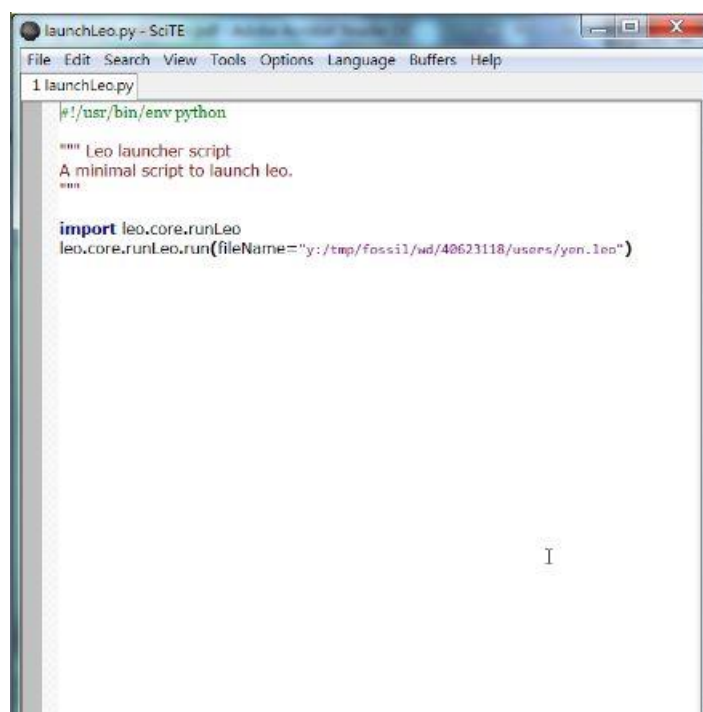 launchLeo.py - SciTE
File Edit Search View Tools Options Language Buffers Help
1 launchLeo.py
#!/usr/bin/env python
""" Leo launcher script
A minimal script to launch leo.
"""
import leo.core.runLeo
leo.core.runLeo.run(fileName="y:/tmp/fossil/wd/40623118/users/yen.leo")